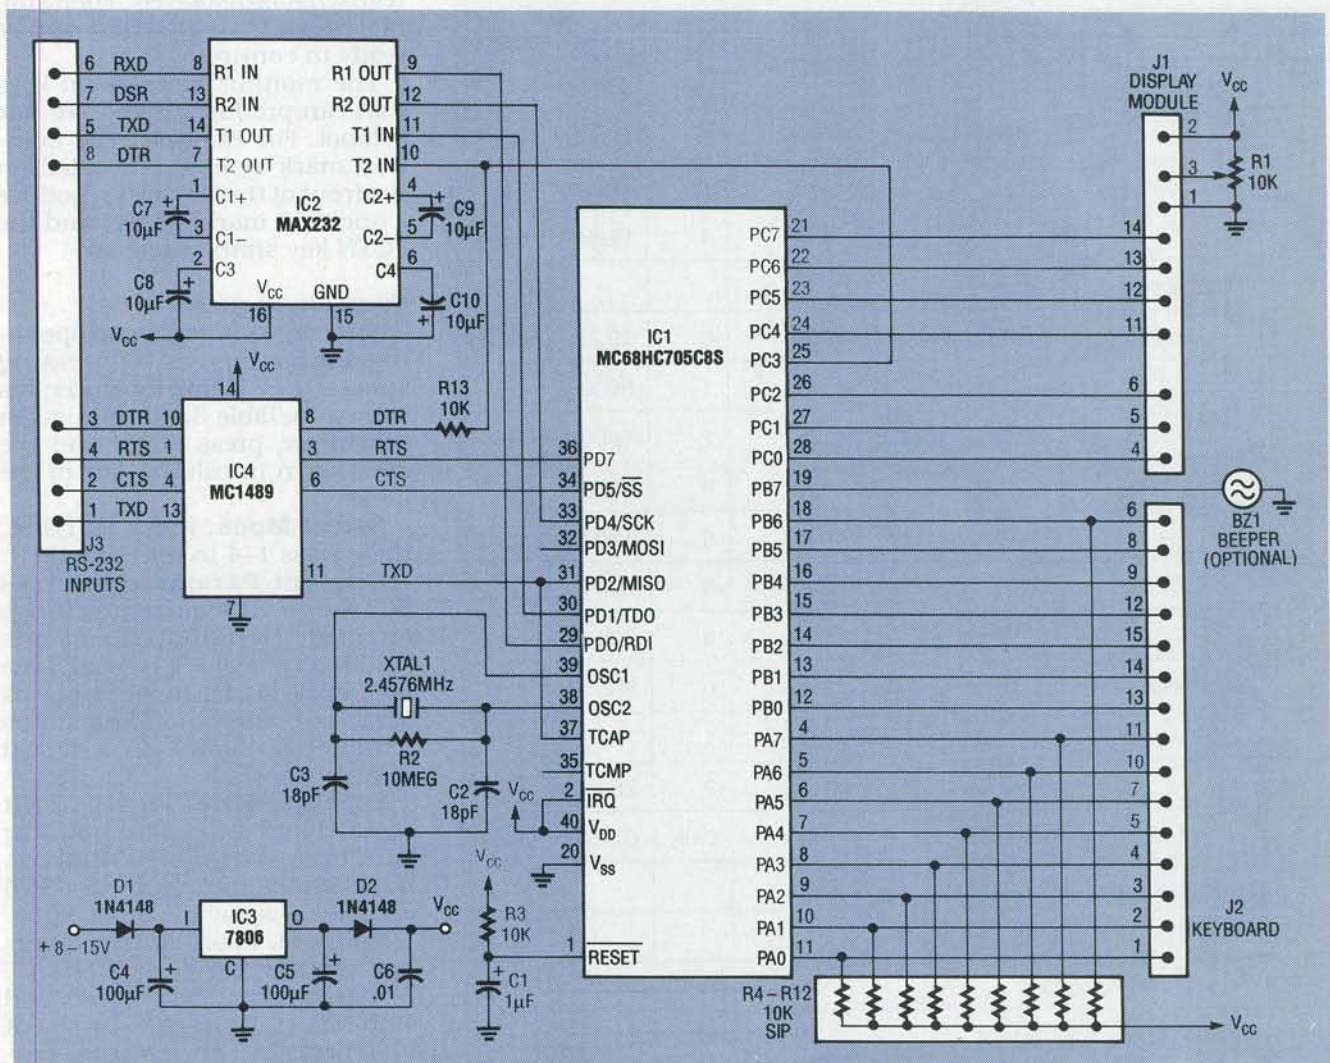 6 RXD 8 R1 IN R1 OUT 9
7 DSR 13 R2 IN R2 OUT 12
5 TXD 14 T1 OUT T1 IN 11
8 DTR 7 T2 OUT T2 IN 10
1 C1+ C2+ 4
C7 + 10µF
IC2
MAX232
+ C9 10µF
3 C1− C2− 5
2 C3 C4 6
C8 + 10µF
C10 + 10µF
VCC GND
16 15
VCC
VCC
14
3 DTR 10 8 DTR
R13
10K
4 RTS 1 3 RTS
IC4
MC1489
2 CTS 4 6 CTS
1 TXD 13
J3
RS-232
INPUTS
11 TXD
7
XTAL1
2.4576MHz
R2
10MEG
C3
18pF
C2
18pF
VCC
D1
1N4148
+8–15V
I IC3 O
7806
C
D2
1N4148
VCC
C4 +
100µF
C5 +
100µF
C6
.01
VCC
R3
10K
+ C1
1µF
IC1
MC68HC705C8S
36 PD7
34 PD5/SS
33 PD4/SCK
32 PD3/MOSI
31 PD2/MISO
30 PD1/TDO
29 PD0/RDI
39 OSC1
38 OSC2
37 TCAP
35 TCMP
2 IRQ
40 VDD
20 VSS
1 RESET
PC7 21 14
PC6 22 13
PC5 23 12
PC4 24 11
PC3 25
PC2 26 6
PC1 27 5
PC0 28 4
PB7 19
PB6 18 6
PB5 17 8
PB4 16 9
PB3 15 12
PB2 14 15
PB1 13 14
PB0 12 13
PA7 4 11
PA6 5 10
PA5 6 7
PA4 7 5
PA3 8 4
PA2 9 3
PA1 10 2
PA0 11 1
J1
DISPLAY
MODULE
VCC
2
3
1
R1
10K
BZ1
BEEPER
(OPTIONAL)
J2
KEYBOARD
R4–R12
10K
SIP
VCC